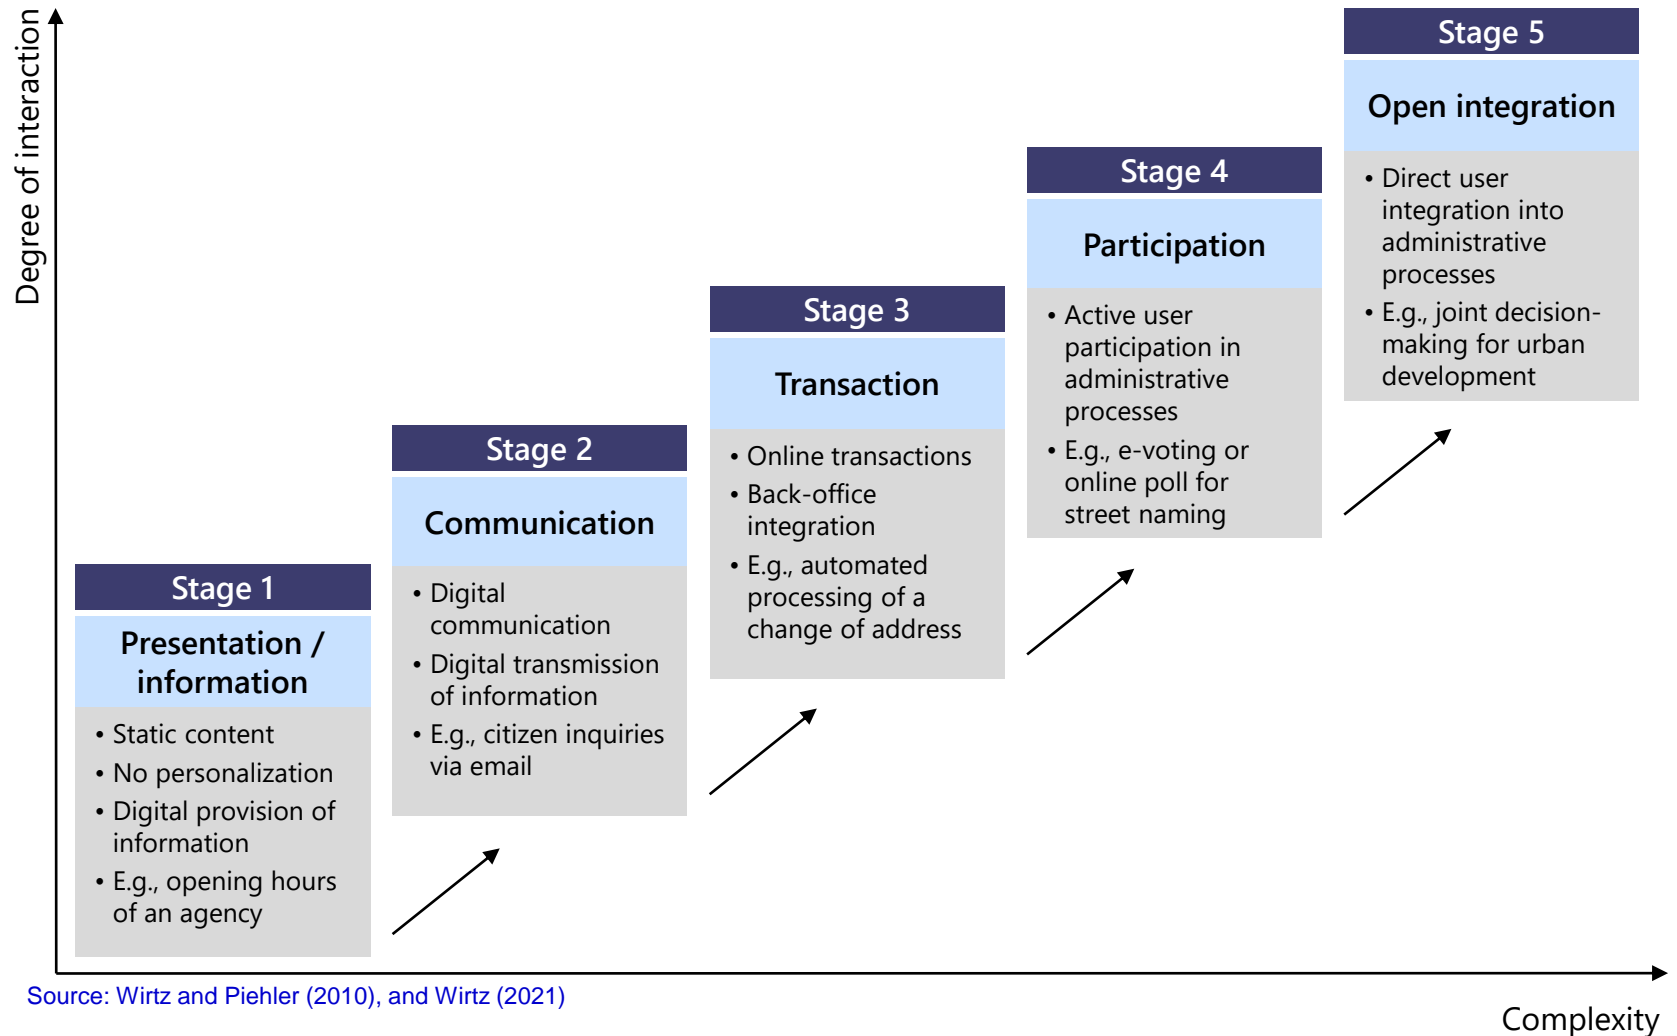 Degree of interaction
Stage 1
Presentation /
information
• Static content
• No personalization
• Digital provision of
information
• E.g., opening hours
of an agency
Stage 2
Communication
• Digital
communication
• Digital transmission
of information
• E.g., citizen inquiries
via email
Stage 3
Transaction
• Online transactions
• Back-office
integration
• E.g., automated
processing of a
change of address
Stage 4
Participation
• Active user
participation in
administrative
processes
• E.g., e-voting or
online poll for
street naming
Stage 5
Open integration
• Direct user
integration into
administrative
processes
• E.g., joint decision-
making for urban
development
Source: Wirtz and Piehler (2010), and Wirtz (2021)
Complexity